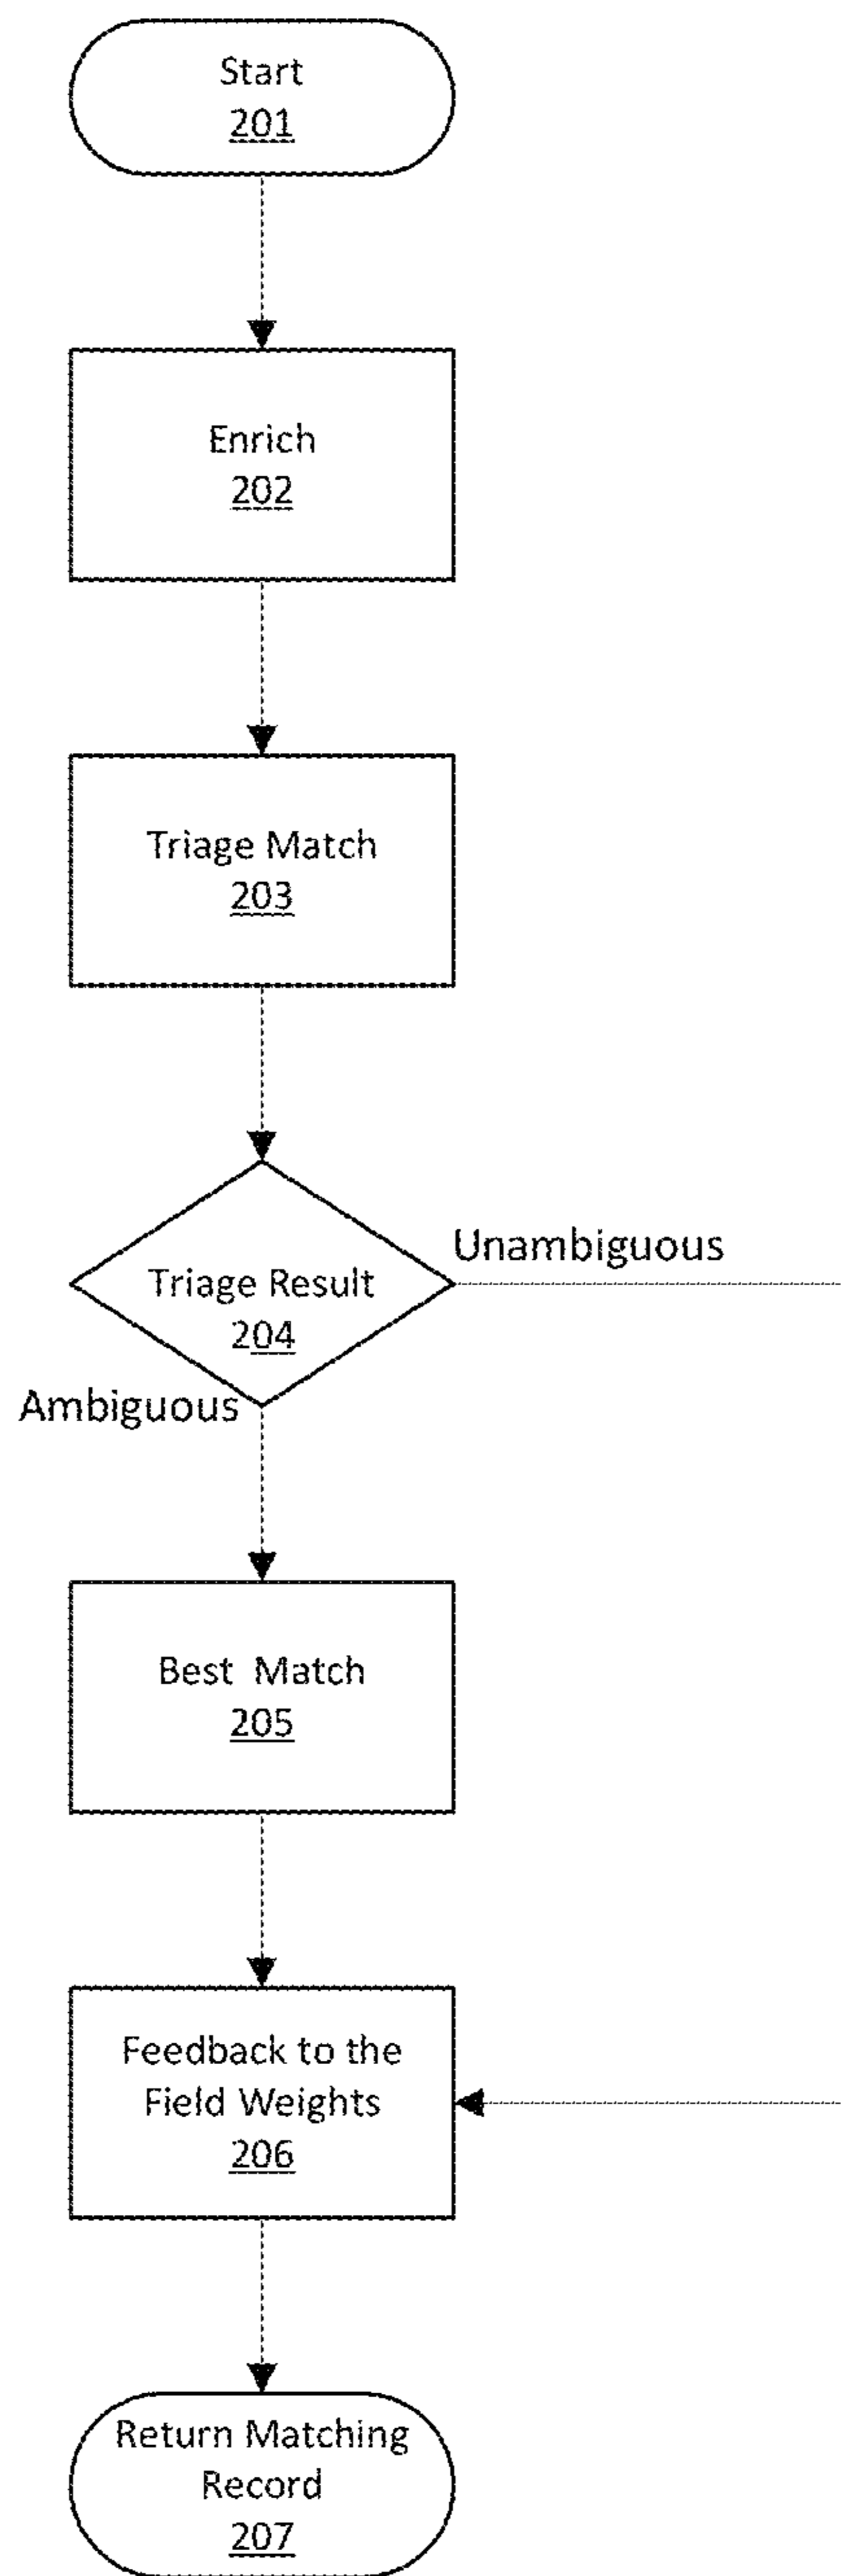 Start
201
Enrich
202
Triage Match
203
Unambiguous
Triage Result
204
Ambiguous
Best Match
205
Feedback to the
Field Weights
206
Return Matching
Record
207